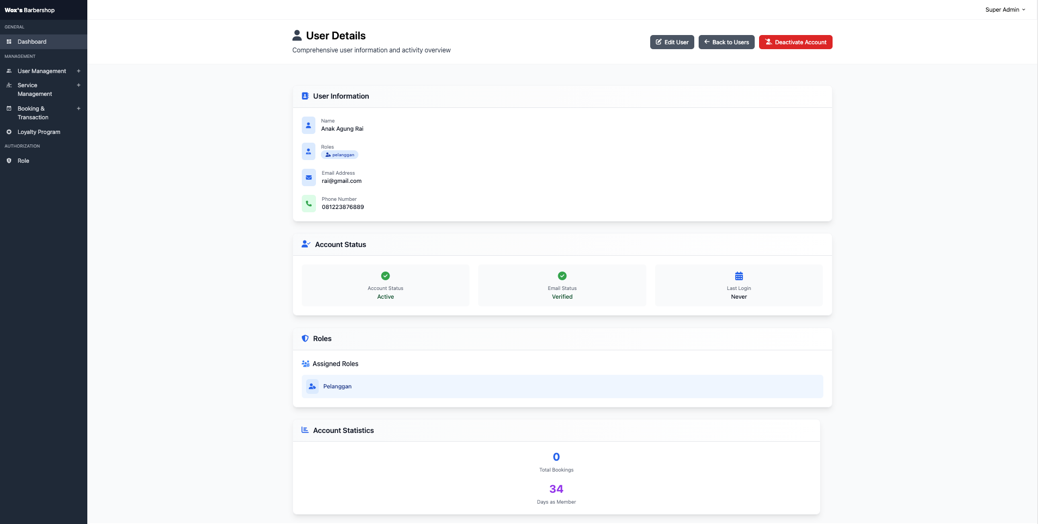 Wox's Barbershop
Super Admin
GENERAL
Dashboard
MANAGEMENT
User Management +
Service
Management +
Booking &
Transaction +
Loyalty Program
AUTHORIZATION
Role
User Details
Comprehensive user information and activity overview
Edit User
Back to Users
Deactivate Account
User Information
Name
Anak Agung Rai
Roles
pelanggan
Email Address
rai@gmail.com
Phone Number
081223876889
Account Status
Account Status
Active
Email Status
Verified
Last Login
Never
Roles
Assigned Roles
Pelanggan
Account Statistics
0
Total Bookings
34
Days as Member